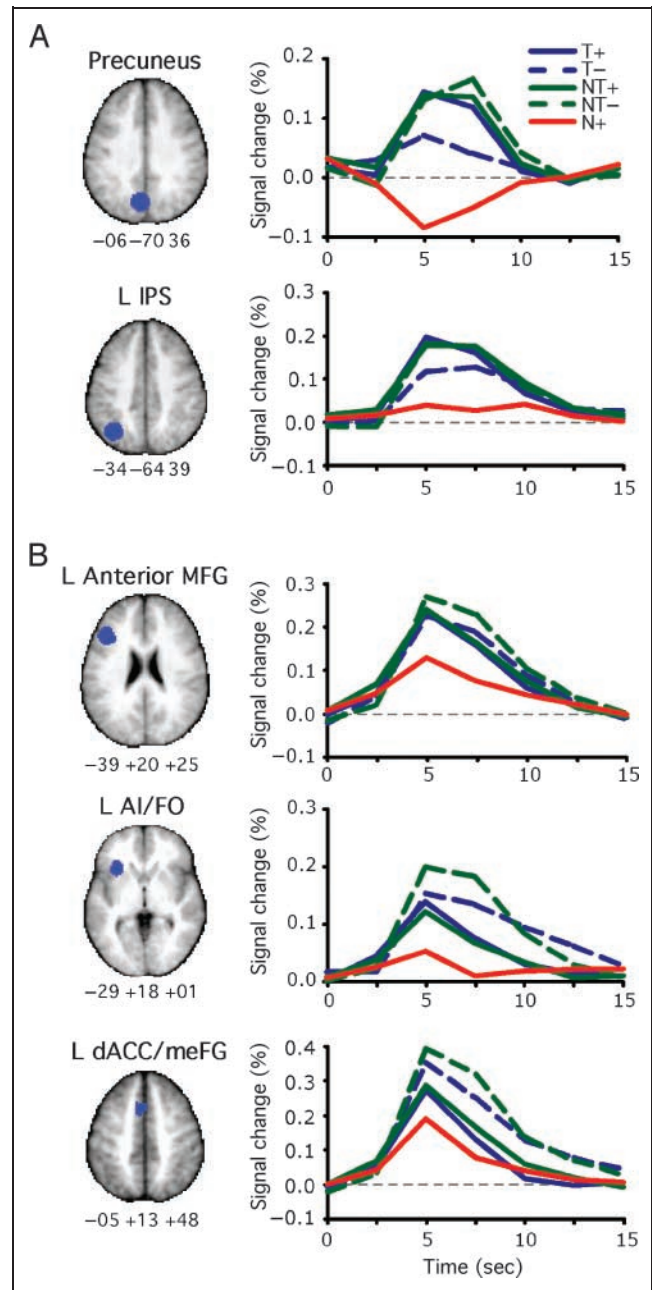 A
Precuneus
−06 −70 36
Signal change (%)
0.2
0.1
0.0
−0.1
0
5
10
15
T+
T−
NT+
NT−
N+
L IPS
−34 −64 39
Signal change (%)
0.3
0.2
0.1
0.0
−0.1
0
5
10
15
B
L Anterior MFG
−39 +20 +25
Signal change (%)
0.3
0.2
0.1
0.0
−0.1
0
5
10
15
L AI/FO
−29 +18 +01
Signal change (%)
0.3
0.2
0.1
0.0
0
5
10
15
L dACC/meFG
−05 +13 +48
Signal change (%)
0.4
0.3
0.2
0.1
0.0
−0.1
0
5
10
15
Time (sec)